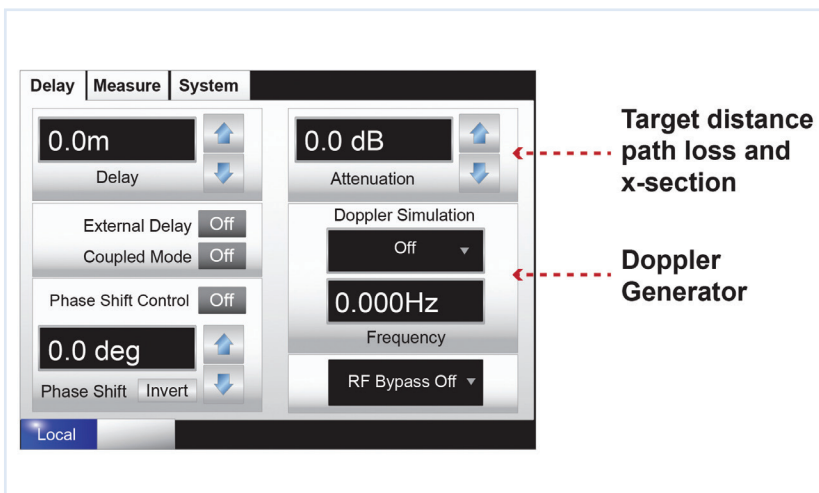 Delay Measure System
0.0m
Delay
0.0 dB
Attenuation
Target distance
path loss and
x-section
External Delay Off
Coupled Mode Off
Doppler Simulation
Off
0.000Hz
Frequency
Doppler
Generator
Phase Shift Control Off
0.0 deg
Phase Shift Invert
RF Bypass Off
Local